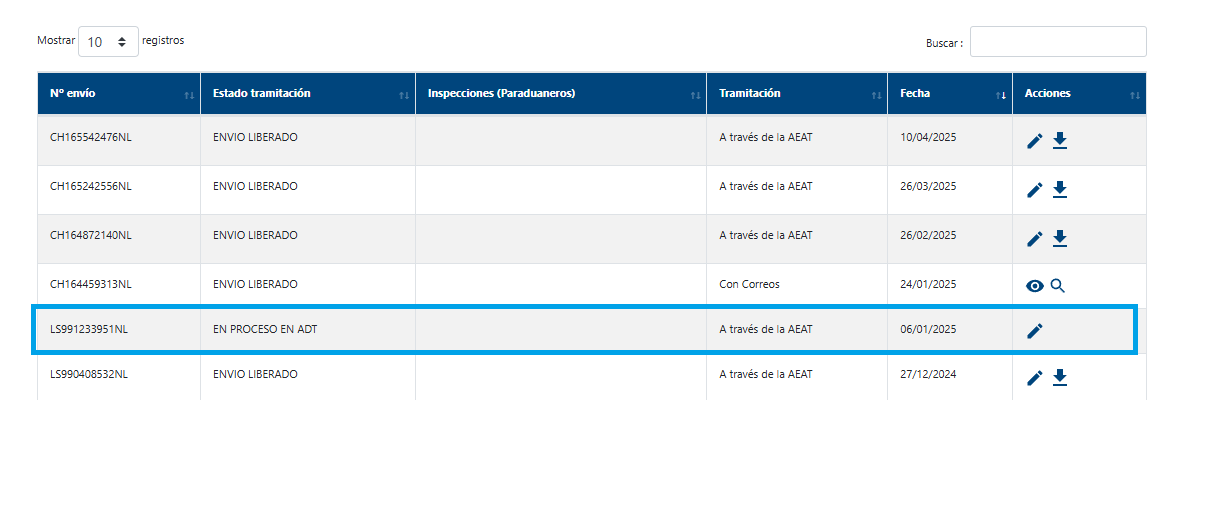 Mostrar 10 registros Buscar :
Nº envío Estado tramitación Inspecciones (Paraduaneros) Tramitación Fecha Acciones
CH165542476NL ENVIO LIBERADO A través de la AEAT 10/04/2025
CH165242556NL ENVIO LIBERADO A través de la AEAT 26/03/2025
CH164872140NL ENVIO LIBERADO A través de la AEAT 26/02/2025
CH164459313NL ENVIO LIBERADO Con Correos 24/01/2025
LS991233951NL EN PROCESO EN ADT A través de la AEAT 06/01/2025
LS990408532NL ENVIO LIBERADO A través de la AEAT 27/12/2024